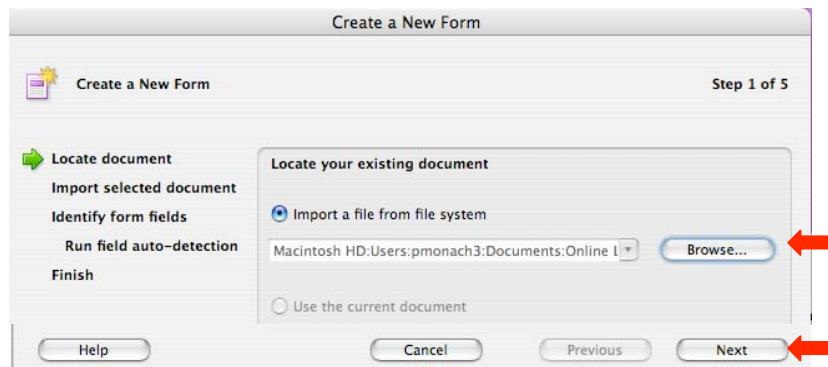 Create a New Form
Create a New Form
Step 1 of 5
Locate document
Import selected document
Identify form fields
Run field auto-detection
Finish
Locate your existing document
Import a file from file system
Macintosh HD:Users:pmonach3:Documents:Online
Browse...
Use the current document
Help
Cancel
Previous
Next